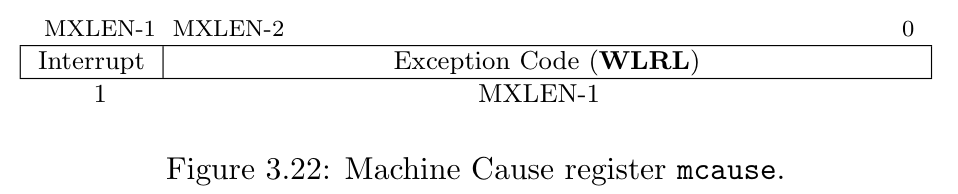 MXLEN-1 MXLEN-2 0
Interrupt Exception Code (WLRL)
1 MXLEN-1
Figure 3.22: Machine Cause register mcause.